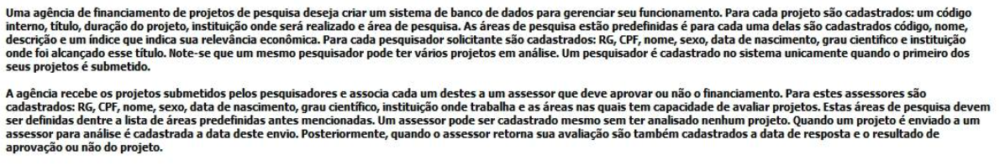 Uma agência de financiamento de projetos de pesquisa deseja criar um sistema de banco de dados para gerenciar seu funcionamento. Para cada projeto são cadastrados: um código
interno, título, duração do projeto, instituição onde será realizado e área de pesquisa. As áreas de pesquisa estão predefinidas é para cada uma delas são cadastrados código, nome,
descrição e um índice que indica sua relevância econômica. Para cada pesquisador solicitante são cadastrados: RG, CPF, nome, sexo, data de nascimento, grau cientifico e instituição
onde foi alcançado esse título. Note-se que um mesmo pesquisador pode ter vários projetos em análise. Um pesquisador é cadastrado no sistema unicamente quando o primeiro dos
seus projetos é submetido.
A agência recebe os projetos submetidos pelos pesquisadores e associa cada um destes a um assessor que deve aprovar ou não o financiamento. Para estes assessores são
cadastrados: RG, CPF, nome, sexo, data de nascimento, grau científico, instituição onde trabalha e as áreas nas quais tem capacidade de avaliar projetos. Estas áreas de pesquisa devem
ser definidas dentre a lista de áreas predefinidas antes mencionadas. Um assessor pode ser cadastrado mesmo sem ter analisado nenhum projeto. Quando um projeto é enviado a um
assessor para análise é cadastrada a data deste envio. Posteriormente, quando o assessor retorna sua avaliação são também cadastrados a data de resposta e o resultado de
aprovação ou não do projeto.